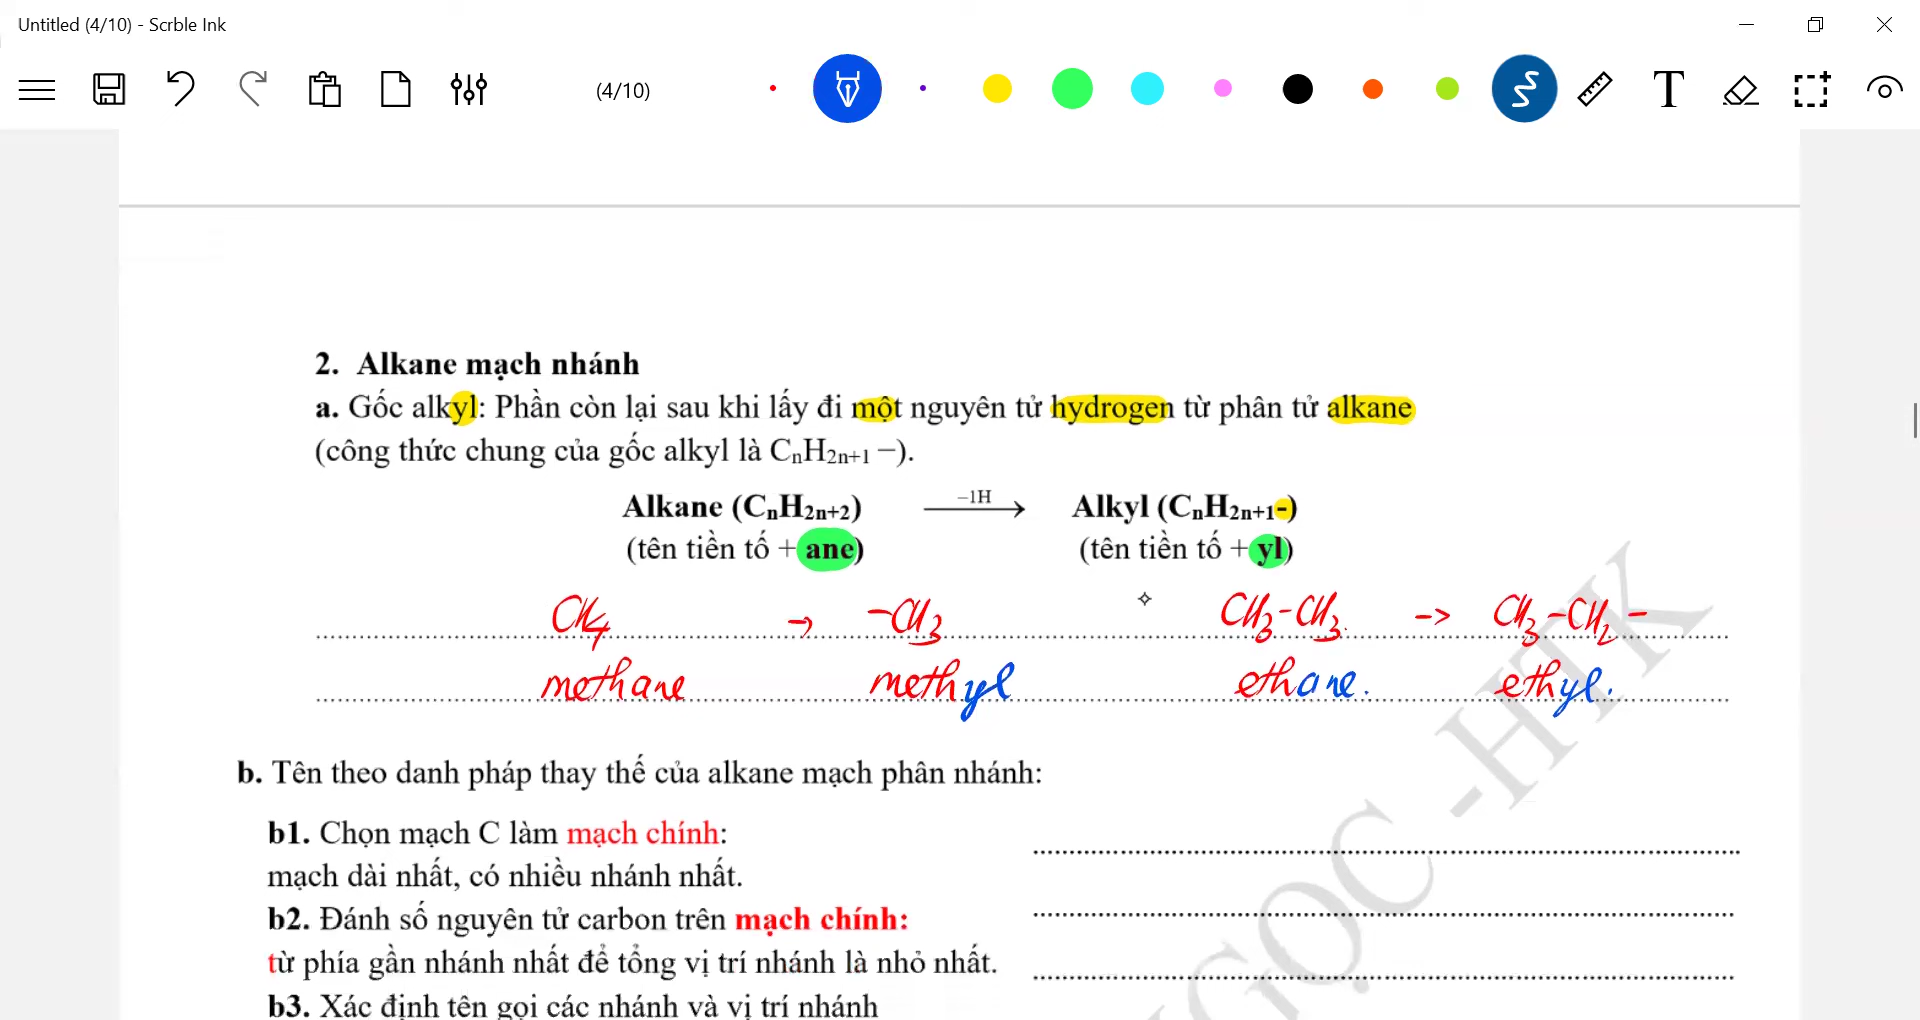 Untitled (4/10) - Scrble Ink
(4/10)
T
2. Alkane mạch nhánh
a. Gốc alkyl: Phần còn lại sau khi lấy đi một nguyên tử hydrogen từ phân tử alkane
(công thức chung của gốc alkyl là CnH2n+1 –).
Alkane (CnH2n+2) –1H → Alkyl (CnH2n+1-)
(tên tiền tố + ane) (tên tiền tố + yl)
CH4 → -CH3 CH3-CH3. -> CH3-CH2-
methane methyl ethane. ethyl.
b. Tên theo danh pháp thay thế của alkane mạch phân nhánh:
b1. Chọn mạch C làm mạch chính:
mạch dài nhất, có nhiều nhánh nhất.
b2. Đánh số nguyên tử carbon trên mạch chính:
từ phía gần nhánh nhất để tổng vị trí nhánh là nhỏ nhất.
b3. Xác định tên gọi các nhánh và vị trí nhánh
GỌC -HTK